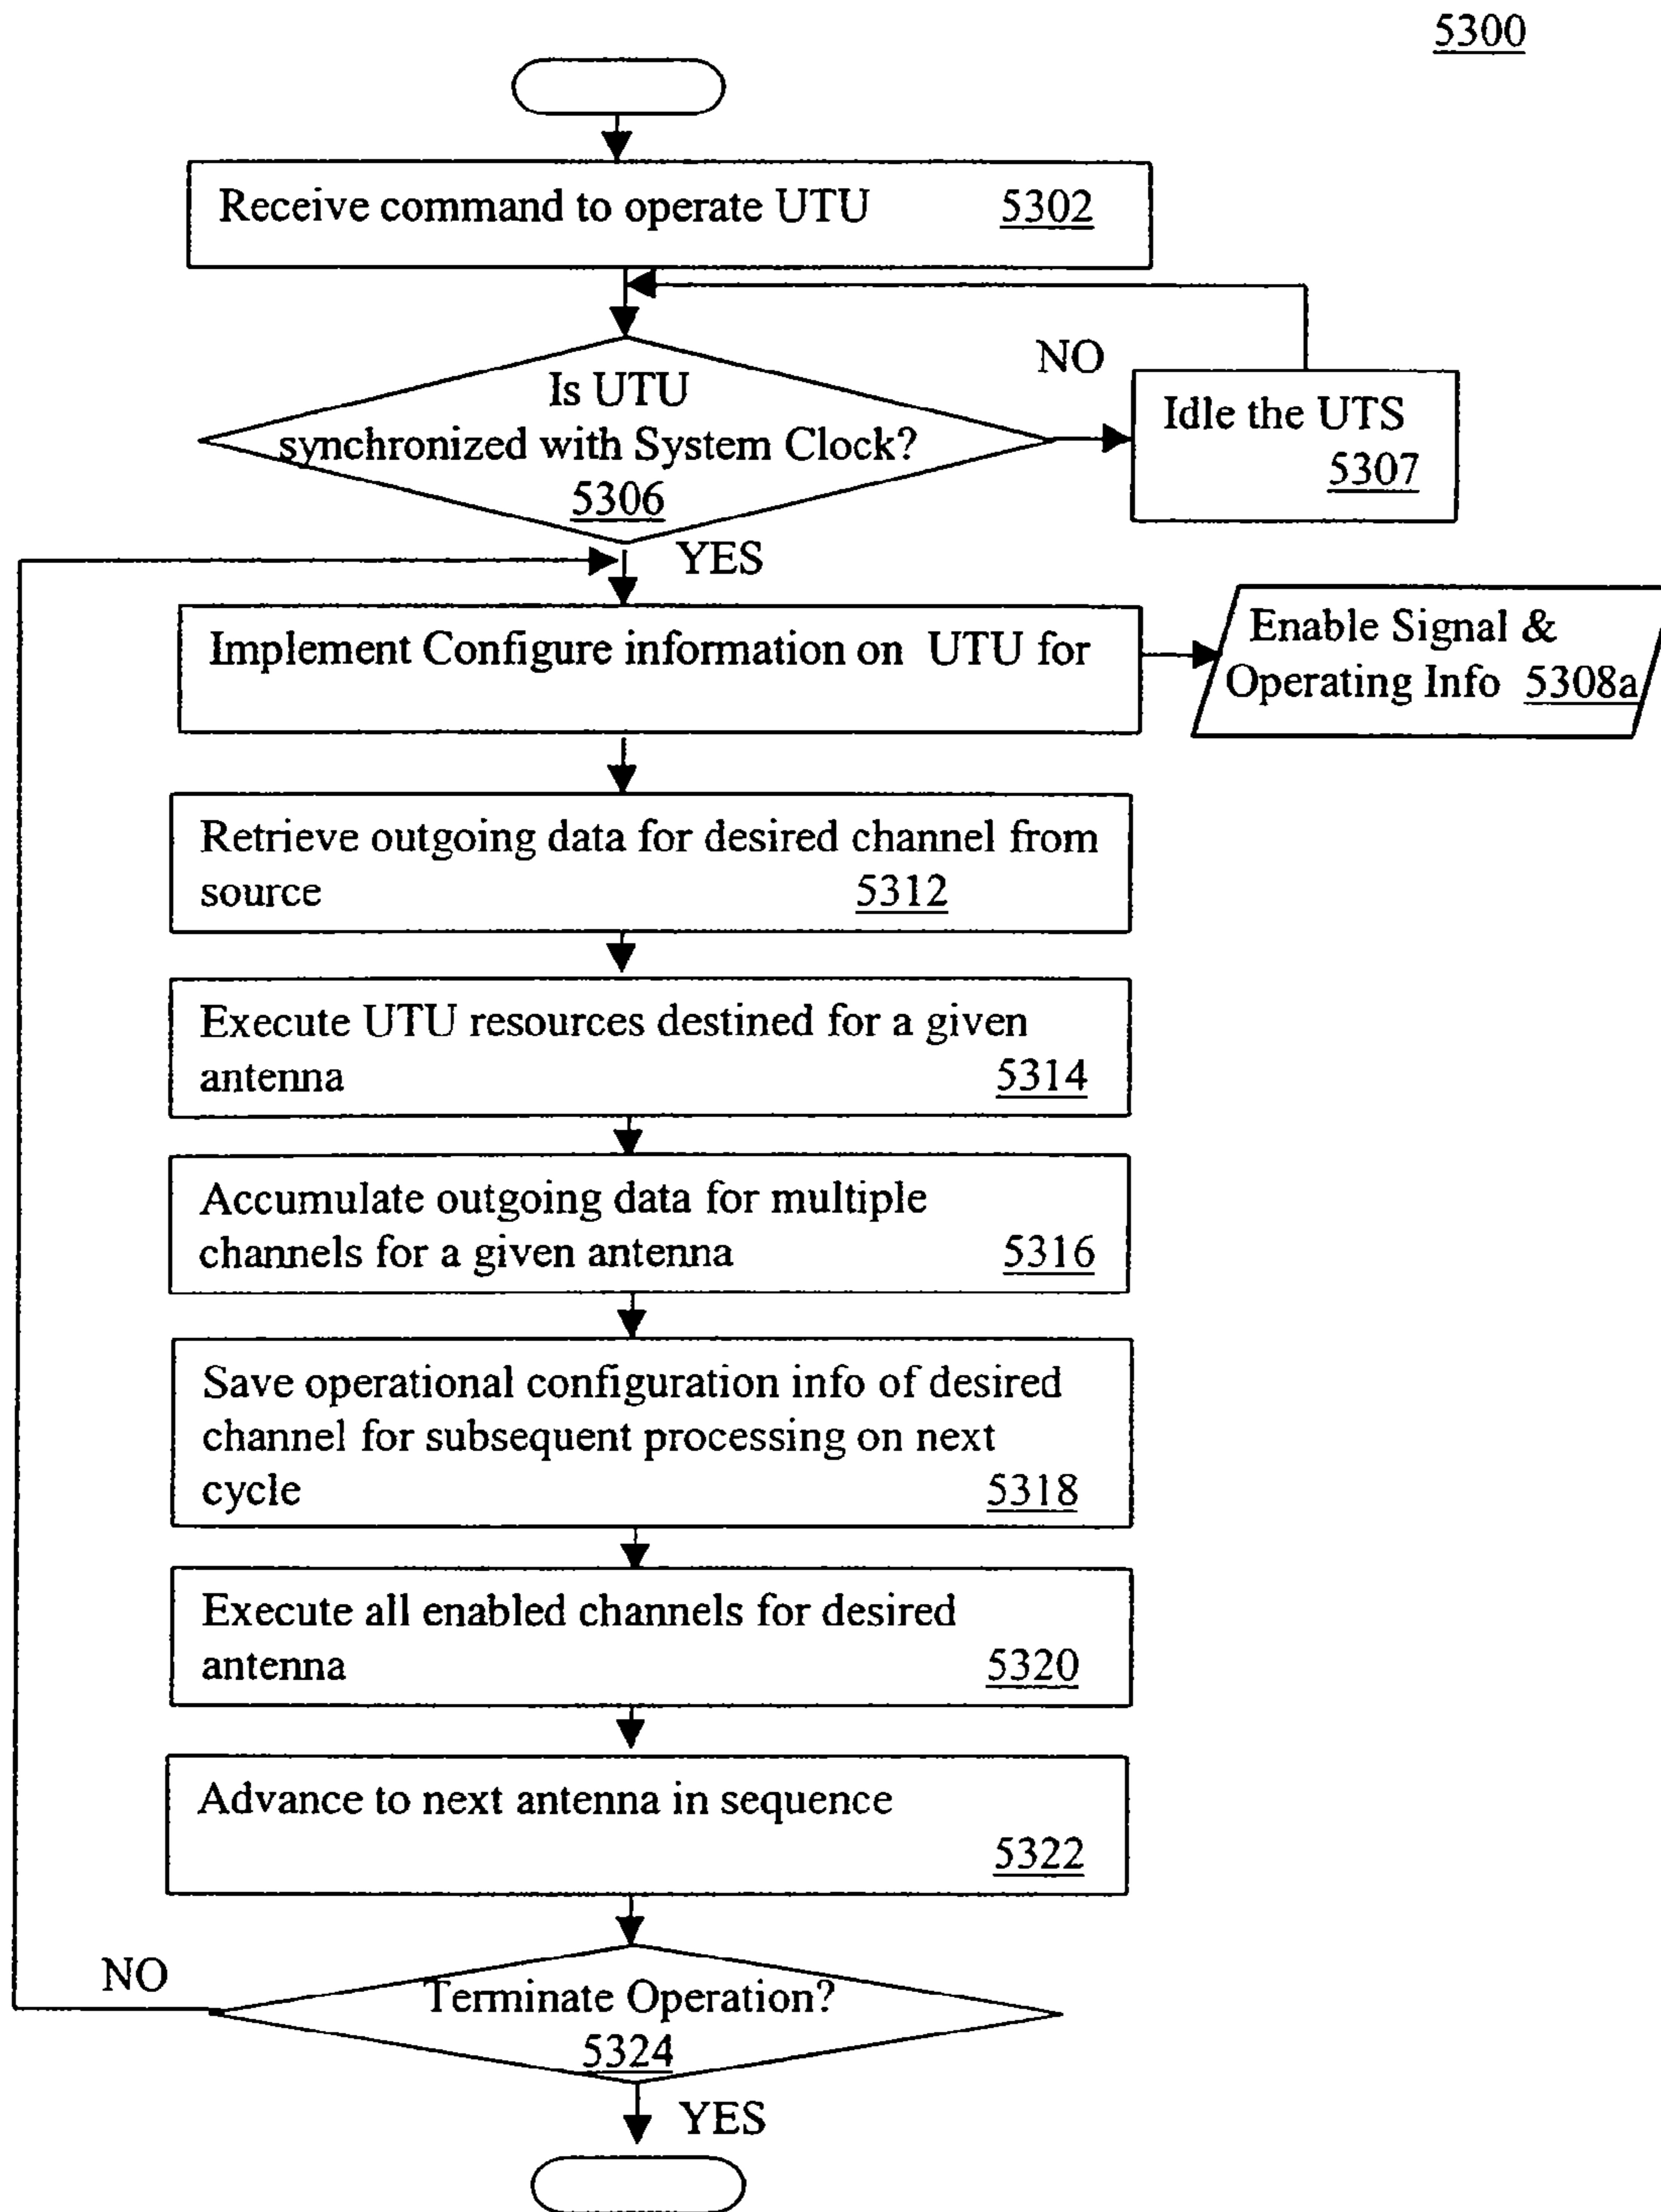 5300
Receive command to operate UTU 5302
Is UTU
synchronized with System Clock?
5306
NO
Idle the UTS
5307
YES
Implement Configure information on UTU for
Enable Signal &
Operating Info 5308a
Retrieve outgoing data for desired channel from
source 5312
Execute UTU resources destined for a given
antenna 5314
Accumulate outgoing data for multiple
channels for a given antenna 5316
Save operational configuration info of desired
channel for subsequent processing on next
cycle 5318
Execute all enabled channels for desired
antenna 5320
Advance to next antenna in sequence
5322
NO
Terminate Operation?
5324
YES